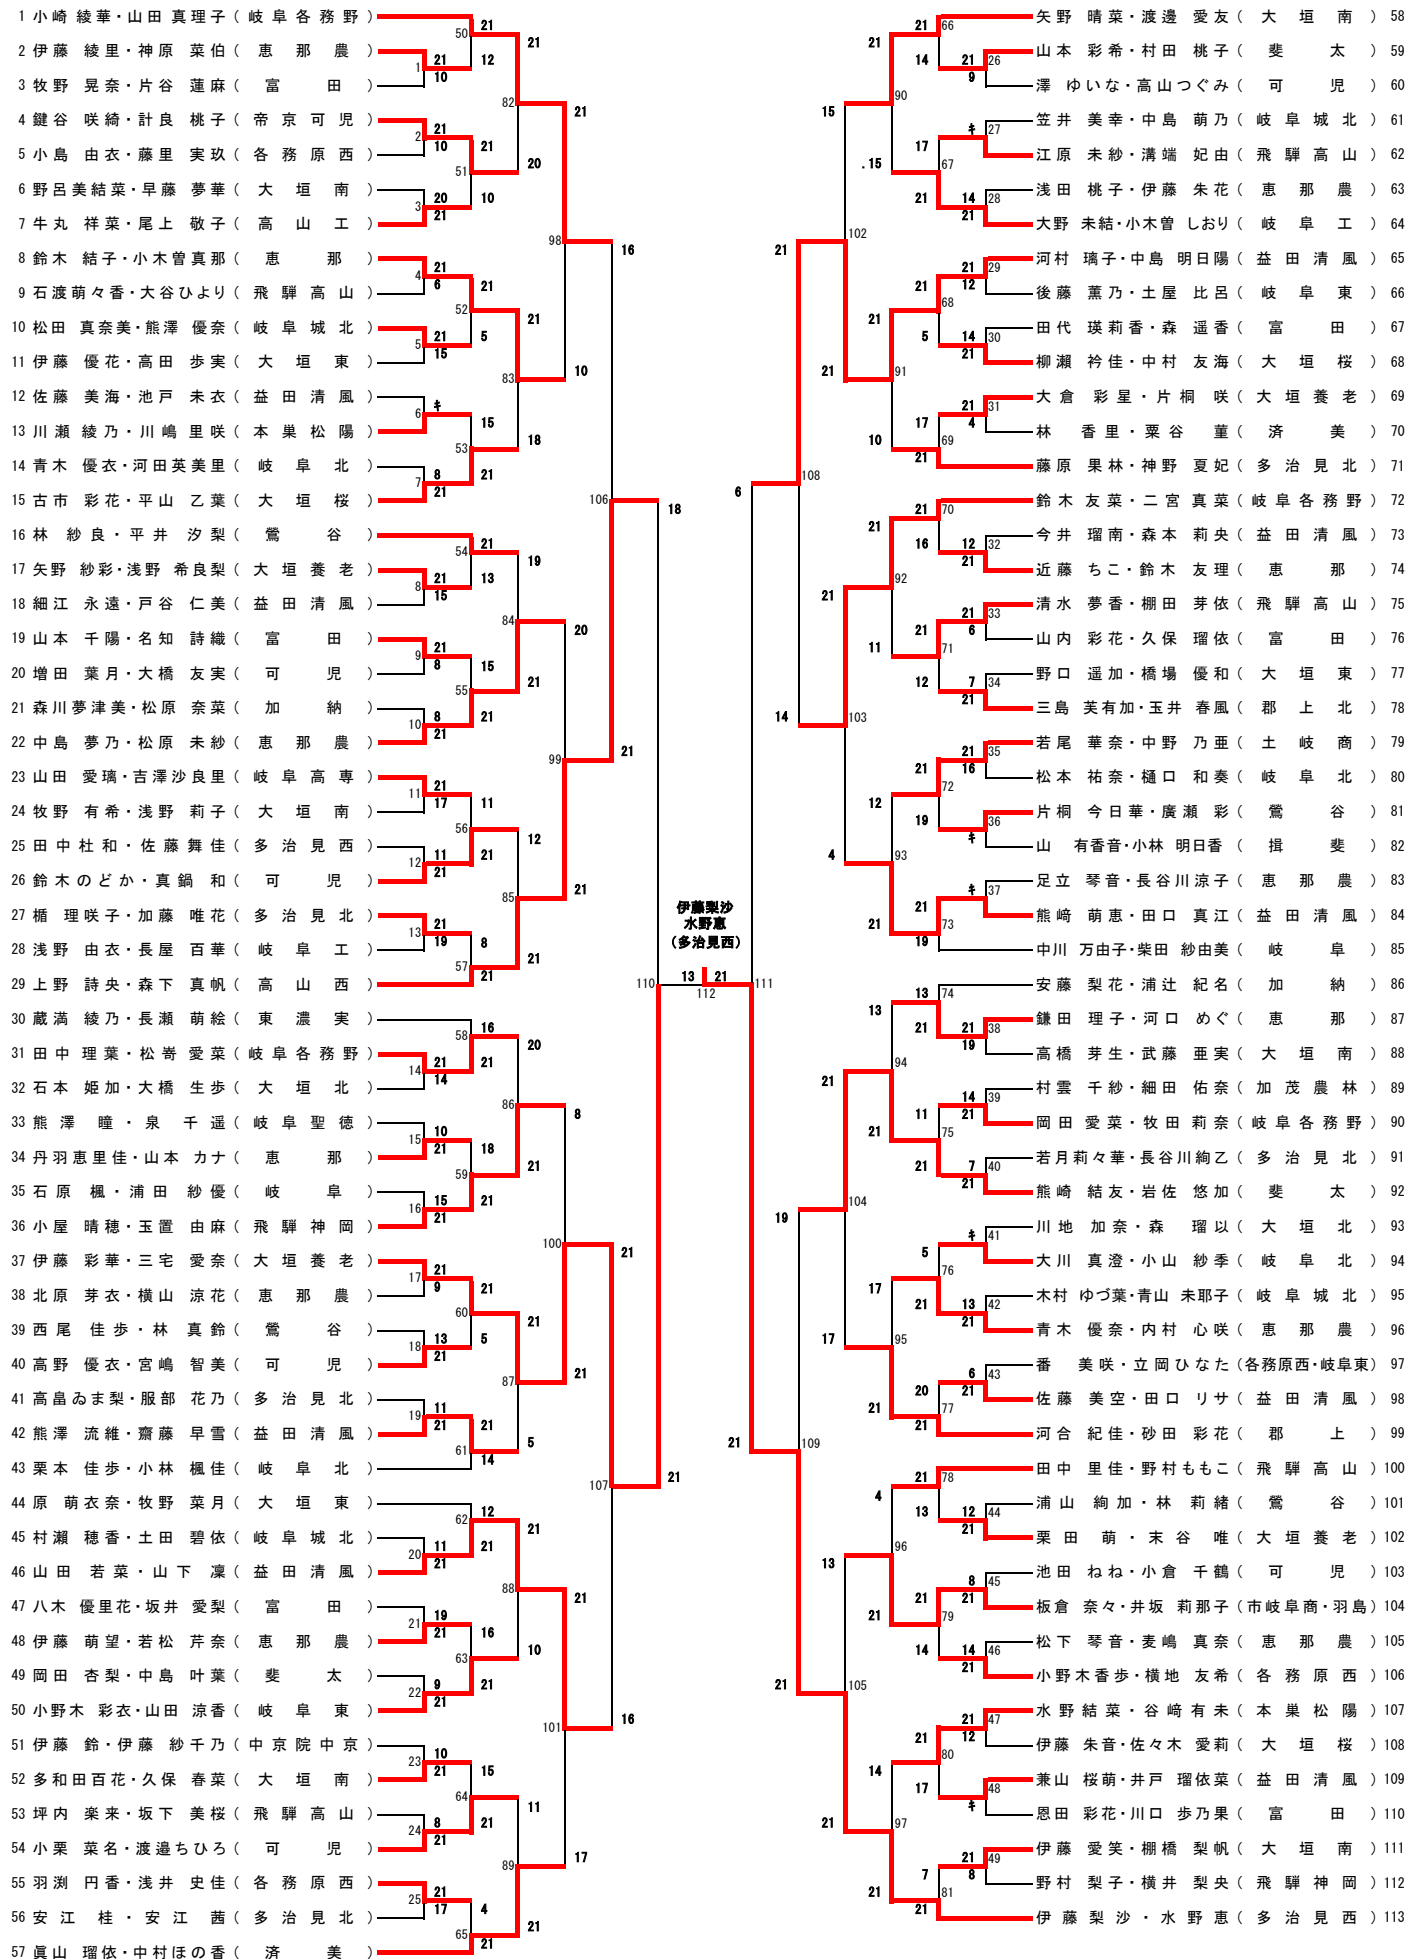 1 小崎 綾華・山田 真理子 ( 岐阜各務野 )
2 伊藤 綾里・神原 菜伯 ( 恵那農 )
3 牧野 晃奈・片谷 蓮麻 ( 富田 )
4 鍵谷 咲綺・計良 桃子 ( 帝京可児 )
5 小島 由衣・藤里 実玖 ( 各務原西 )
6 野呂美結菜・早藤 夢華 ( 大垣南 )
7 牛丸 祥菜・尾上 敬子 ( 高山工 )
8 鈴木 結子・小木曽真那 ( 恵那 )
9 石渡萌々香・大谷ひより ( 飛騨高山 )
10 松田 真奈美・熊澤 優奈 ( 岐阜城北 )
11 伊藤 優花・高田 歩実 ( 大垣東 )
12 佐藤 美海・池戸 未衣 ( 益田清風 )
13 川瀬 綾乃・川嶋 里咲 ( 本巣松陽 )
14 青木 優衣・河田英美里 ( 岐阜北 )
15 古市 彩花・平山 乙葉 ( 大垣桜 )
16 林 紗良・平井 汐梨 ( 鶯谷 )
17 矢野 紗彩・浅野 希良梨 ( 大垣養老 )
18 細江 永遠・戸谷 仁美 ( 益田清風 )
19 山本 千陽・名知 詩織 ( 富田 )
20 増田 葉月・大橋 友実 ( 可児 )
21 森川夢津美・松原 奈菜 ( 加納 )
22 中島 夢乃・松原 未紗 ( 恵那農 )
23 山田 愛璃・吉澤沙良里 ( 岐阜高専 )
24 牧野 有希・浅野 莉子 ( 大垣南 )
25 田中杜和・佐藤舞佳 ( 多治見西 )
26 鈴木のどか・真鍋 和 ( 可児 )
27 楯 理咲子・加藤 唯花 ( 多治見北 )
28 浅野 由衣・長屋 百華 ( 岐阜工 )
29 上野 詩央・森下 真帆 ( 高山西 )
30 蔵満 綾乃・長瀬 萌絵 ( 東濃実 )
31 田中 理葉・松嵜 愛菜 ( 岐阜各務野 )
32 石本 姫加・大橋 生歩 ( 大垣北 )
33 熊澤 瞳・泉 千遥 ( 岐阜聖徳 )
34 丹羽恵里佳・山本 カナ ( 恵那 )
35 石原 楓・浦田 紗優 ( 岐阜 )
36 小屋 晴穂・玉置 由麻 ( 飛騨神岡 )
37 伊藤 彩華・三宅 愛奈 ( 大垣養老 )
38 北原 芽衣・横山 涼花 ( 恵那農 )
39 西尾 佳歩・林 真鈴 ( 鶯谷 )
40 高野 優衣・宮嶋 智美 ( 可児 )
41 高畠ゐま梨・服部 花乃 ( 多治見北 )
42 熊澤 流維・齋藤 早雪 ( 益田清風 )
43 栗本 佳歩・小林 楓佳 ( 岐阜北 )
44 原 萌衣奈・牧野 菜月 ( 大垣東 )
45 村瀬 穂香・土田 碧依 ( 岐阜城北 )
46 山田 若菜・山下 凜 ( 益田清風 )
47 八木 優里花・坂井 愛梨 ( 富田 )
48 伊藤 萌望・若松 芹奈 ( 恵那農 )
49 岡田 杏梨・中島 叶葉 ( 斐太 )
50 小野木 彩衣・山田 涼香 ( 岐阜東 )
51 伊藤 鈴・伊藤 紗千乃 ( 中京院中京 )
52 多和田百花・久保 春菜 ( 大垣南 )
53 坪内 楽来・坂下 美桜 ( 飛騨高山 )
54 小栗 菜名・渡邉ちひろ ( 可児 )
55 羽渕 円香・浅井 史佳 ( 各務原西 )
56 安江 桂・安江 茜 ( 多治見北 )
57 眞山 瑠依・中村ほの香 ( 済美 )
伊藤梨沙
水野恵
(多治見西)
13 21
112
矢野 晴菜・渡邊 愛友 ( 大垣南 ) 58
山本 彩希・村田 桃子 ( 斐太 ) 59
澤 ゆいな・高山つぐみ ( 可児 ) 60
笠井 美幸・中島 萌乃 ( 岐阜城北 ) 61
江原 未紗・溝端 妃由 ( 飛騨高山 ) 62
浅田 桃子・伊藤 朱花 ( 恵那農 ) 63
大野 未結・小木曽 しおり ( 岐阜工 ) 64
河村 璃子・中島 明日陽 ( 益田清風 ) 65
後藤 薫乃・土屋 比呂 ( 岐阜東 ) 66
田代 瑛莉香・森 遥香 ( 富田 ) 67
柳瀬 衿佳・中村 友海 ( 大垣桜 ) 68
大倉 彩星・片桐 咲 ( 大垣養老 ) 69
林 香里・粟谷 菫 ( 済美 ) 70
藤原 果林・神野 夏妃 ( 多治見北 ) 71
鈴木 友菜・二宮 真菜 ( 岐阜各務野 ) 72
今井 瑠南・森本 莉央 ( 益田清風 ) 73
近藤 ちこ・鈴木 友理 ( 恵那 ) 74
清水 夢香・棚田 芽依 ( 飛騨高山 ) 75
山内 彩花・久保 瑠依 ( 富田 ) 76
野口 遥加・橋場 優和 ( 大垣東 ) 77
三島 芙有加・玉井 春風 ( 郡上北 ) 78
若尾 華奈・中野 乃亜 ( 土岐商 ) 79
松本 祐奈・樋口 和奏 ( 岐阜北 ) 80
片桐 今日華・廣瀬 彩 ( 鶯谷 ) 81
山 有香音・小林 明日香 ( 揖斐 ) 82
足立 琴音・長谷川涼子 ( 恵那農 ) 83
熊﨑 萌恵・田口 真江 ( 益田清風 ) 84
中川 万由子・柴田 紗由美 ( 岐阜 ) 85
安藤 梨花・浦辻 紀名 ( 加納 ) 86
鎌田 理子・河口 めぐ ( 恵那 ) 87
高橋 芽生・武藤 亜実 ( 大垣南 ) 88
村雲 千紗・細田 佑奈 ( 加茂農林 ) 89
岡田愛菜・牧田莉奈 ( 岐阜各務野 ) 90
若月莉々華・長谷川絢乙 ( 多治見北 ) 91
熊崎 結友・岩佐 悠加 ( 斐太 ) 92
川地 加奈・森 瑠以 ( 大垣北 ) 93
大川 真澄・小山 紗季 ( 岐阜北 ) 94
木村 ゆづ葉・青山 未耶子 ( 岐阜城北 ) 95
青木 優奈・内村 心咲 ( 恵那農 ) 96
番 美咲・立岡ひなた (各務原西・岐阜東) 97
佐藤 美空・田口 リサ ( 益田清風 ) 98
河合 紀佳・砂田 彩花 ( 郡上 ) 99
田中 里佳・野村ももこ ( 飛騨高山 ) 100
浦山 絢加・林 莉緒 ( 鶯谷 ) 101
栗田 萌・末谷 唯 ( 大垣養老 ) 102
池田 ねね・小倉 千鶴 ( 可児 ) 103
板倉 奈々・井坂 莉那子 (市岐阜商・羽島) 104
松下 琴音・麦嶋 真奈 ( 恵那農 ) 105
小野木香歩・横地 友希 ( 各務原西 ) 106
水野結菜・谷﨑有未 ( 本巣松陽 ) 107
伊藤 朱音・佐々木 愛莉 ( 大垣桜 ) 108
兼山 桜萌・井戸 瑠依菜 ( 益田清風 ) 109
恩田 彩花・川口 歩乃果 ( 富田 ) 110
伊藤 愛笑・棚橋 梨帆 ( 大垣南 ) 111
野村 梨子・横井 梨央 ( 飛騨神岡 ) 112
伊藤梨沙・水野恵 ( 多治見西 ) 113